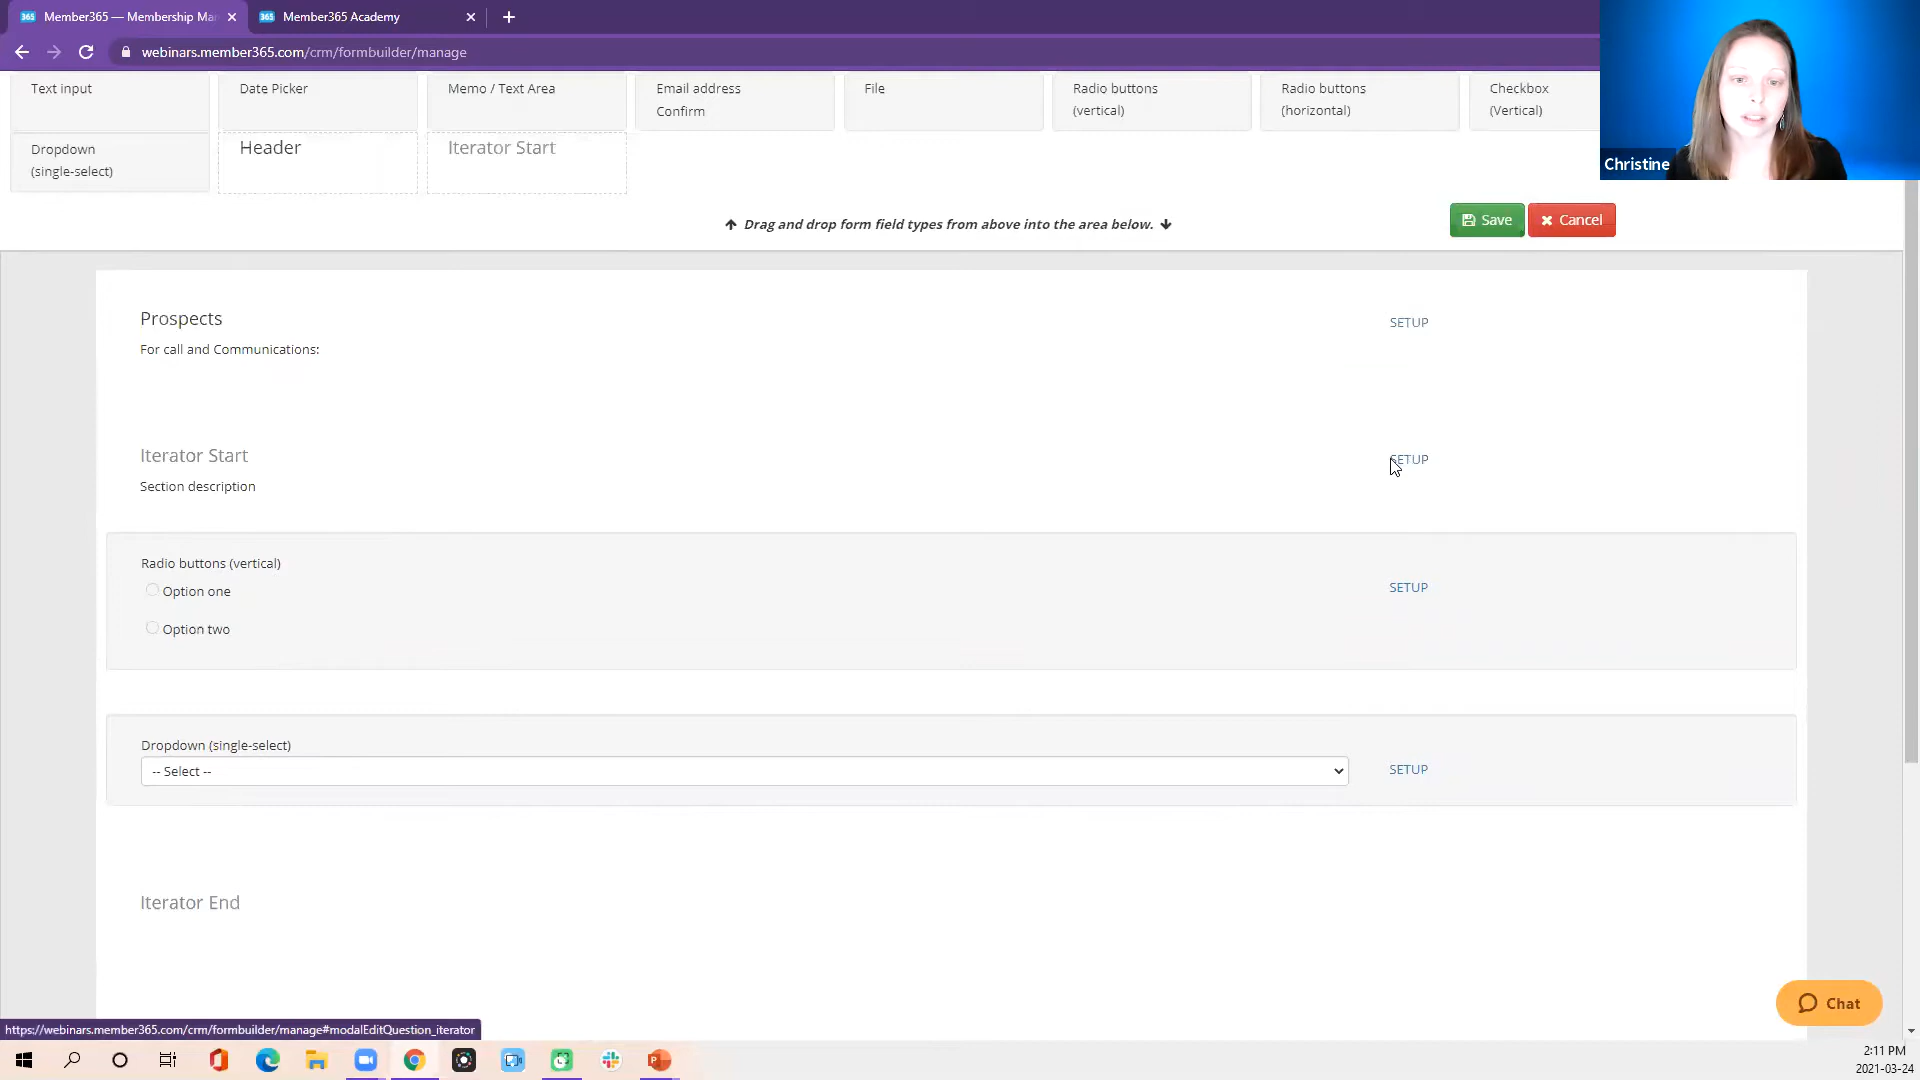 Member365 — Membership Ma
Member365 Academy
webinars.member365.com/crm/formbuilder/manage
Text input
Date Picker
Memo / Text Area
Email address
Confirm
File
Radio buttons
(vertical)
Radio buttons
(horizontal)
Checkbox
(Vertical)
Dropdown
(single-select)
Header
Iterator Start
Christine
Drag and drop form field types from above into the area below.
Save
Cancel
Prospects
SETUP
For call and Communications:
Iterator Start
SETUP
Section description
Radio buttons (vertical)
Option one
SETUP
Option two
Dropdown (single-select)
-- Select --
SETUP
Iterator End
Chat
https://webinars.member365.com/crm/formbuilder/manage#modalEditQuestion_iterator
2:11 PM
2021-03-24